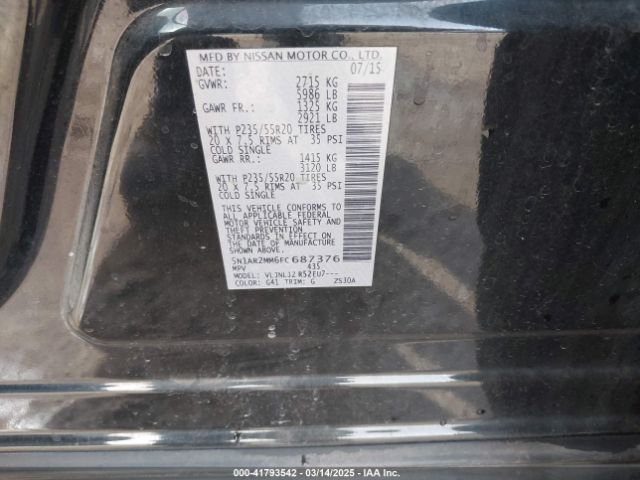 MFD BY NISSAN MOTOR CO., LTD.
DATE: 07/15
GVWR: 2715 KG
5986 LB
GAWR FR.: 1325 KG
2921 LB
WITH P235/55R20 TIRES
20 X 7.5 RIMS AT 35 PSI
COLD SINGLE
GAWR RR.: 1415 KG
3120 LB
WITH P235/55R20 TIRES
20 X 7.5 RIMS AT 35 PSI
COLD SINGLE
THIS VEHICLE CONFORMS TO
ALL APPLICABLE FEDERAL
MOTOR VEHICLE SAFETY AND
THEFT PREVENTION
STANDARDS IN EFFECT ON
THE DATE OF MANUFACTURE
SHOWN ABOVE.
5N1AR2MM6FC687376
MPV 435
MODEL: VLJNLJZ R52EU7---
COLOR: G41 TRIM: G ZS30A
000-41793542 - 03/14/2025 - IAA Inc.